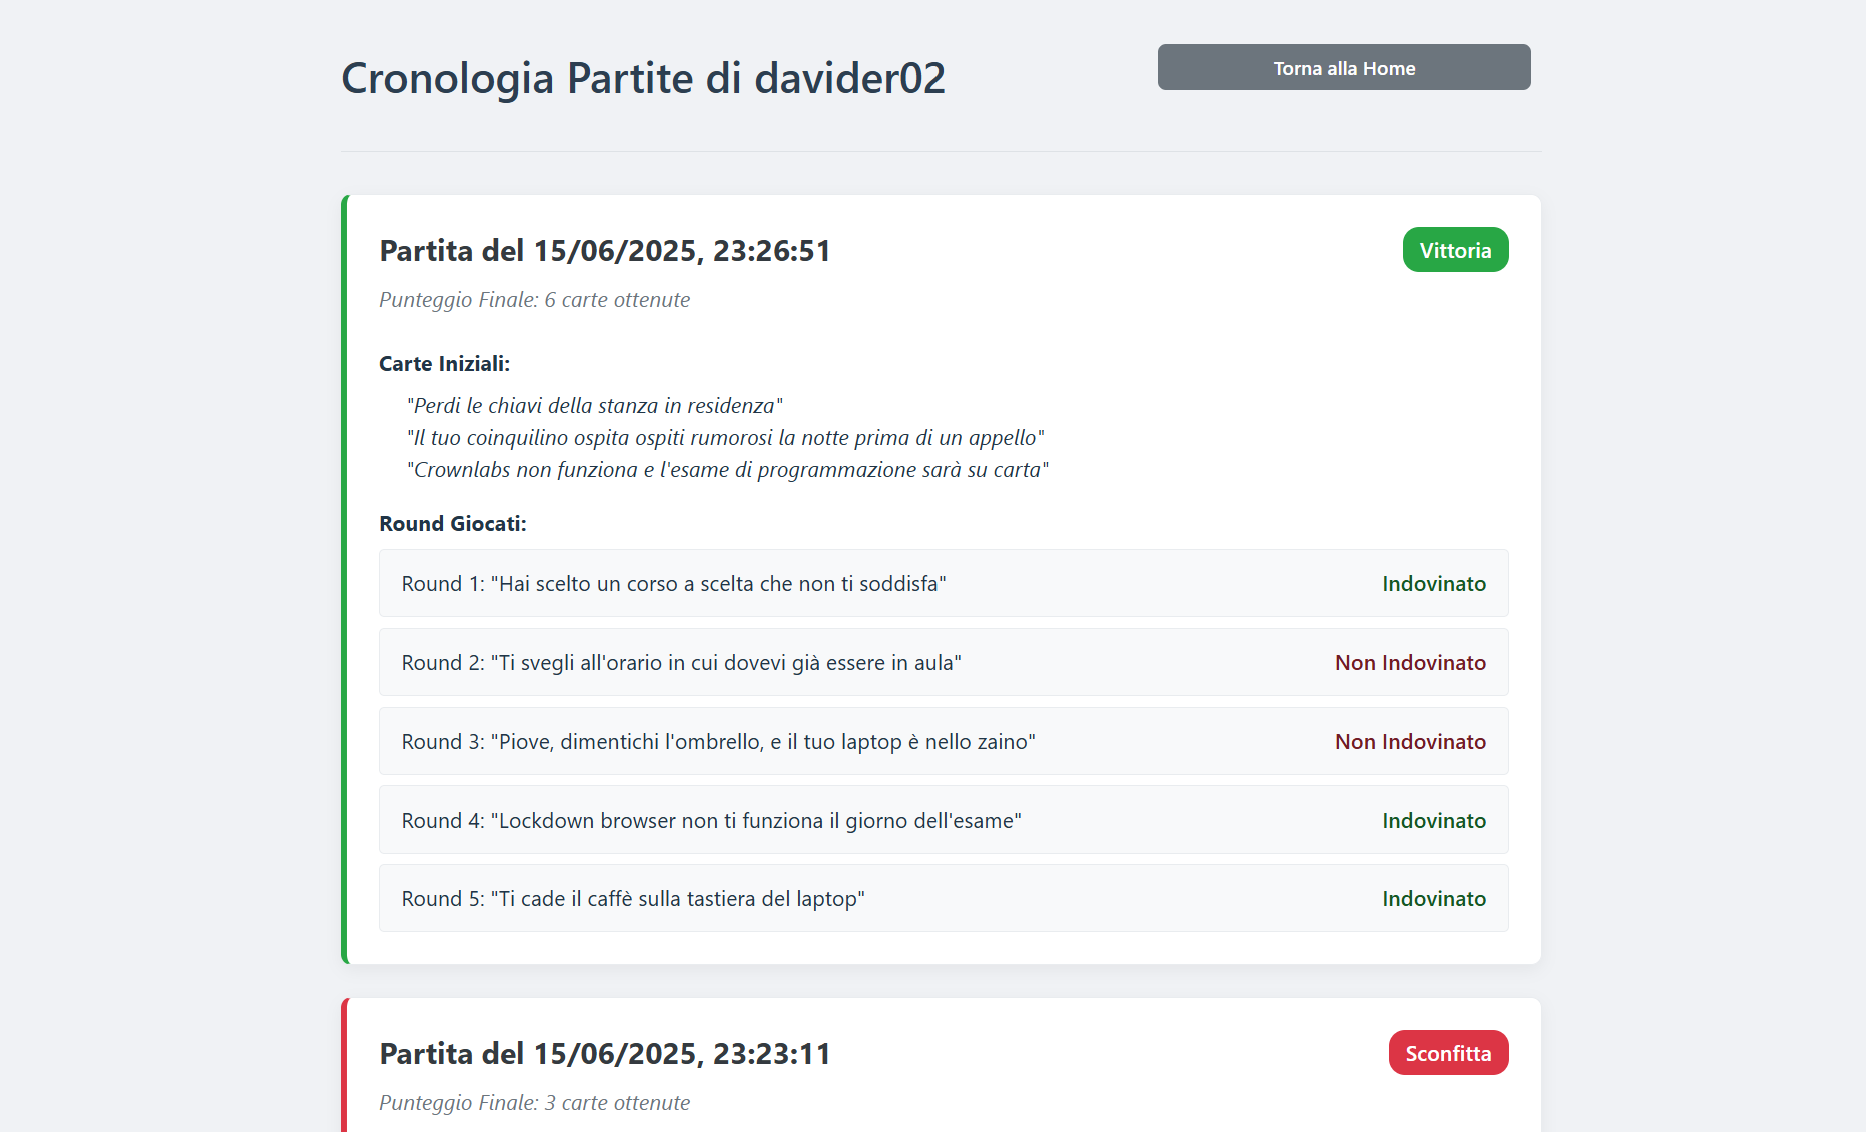 Cronologia Partite di davider02
Torna alla Home
Partita del 15/06/2025, 23:26:51
Vittoria
Punteggio Finale: 6 carte ottenute
Carte Iniziali:
"Perdi le chiavi della stanza in residenza"
"Il tuo coinquilino ospita ospiti rumorosi la notte prima di un appello"
"Crownlabs non funziona e l'esame di programmazione sarà su carta"
Round Giocati:
Round 1: "Hai scelto un corso a scelta che non ti soddisfa" Indovinato
Round 2: "Ti svegli all'orario in cui dovevi già essere in aula" Non Indovinato
Round 3: "Piove, dimentichi l'ombrello, e il tuo laptop è nello zaino" Non Indovinato
Round 4: "Lockdown browser non ti funziona il giorno dell'esame" Indovinato
Round 5: "Ti cade il caffè sulla tastiera del laptop" Indovinato
Partita del 15/06/2025, 23:23:11
Sconfitta
Punteggio Finale: 3 carte ottenute